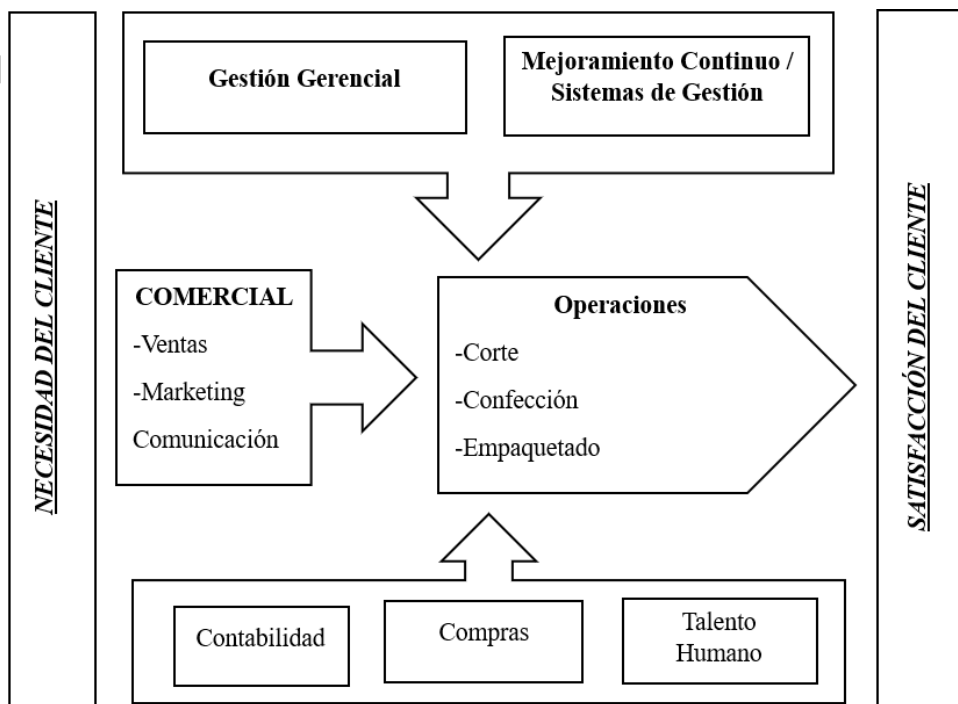 NECESIDAD DEL CLIENTE
Gestión Gerencial
Mejoramiento Continuo /
Sistemas de Gestión
COMERCIAL
-Ventas
-Marketing
Comunicación
Operaciones
-Corte
-Confección
-Empaquetado
Contabilidad
Compras
Talento
Humano
SATISFACCIÓN DEL CLIENTE